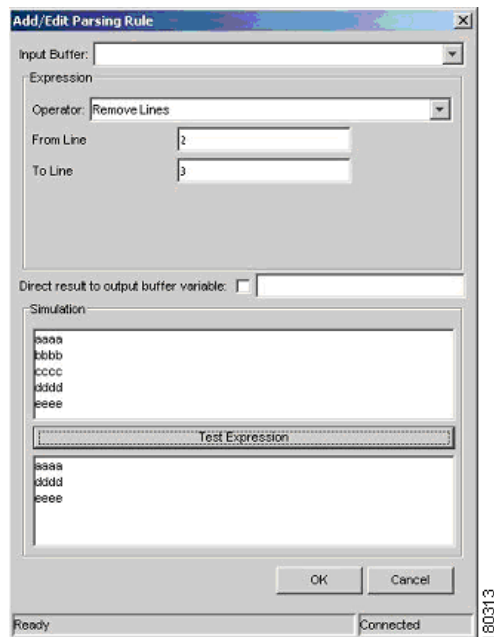 Add/Edit Parsing Rule
Input Buffer:
Expression
Operator: Remove Lines
From Line 2
To Line 3
Direct result to output buffer variable:
Simulation
aaaa
bbbb
cccc
dddd
eeee
Test Expression
aaaa
dddd
eeee
OK Cancel
Ready Connected
80313